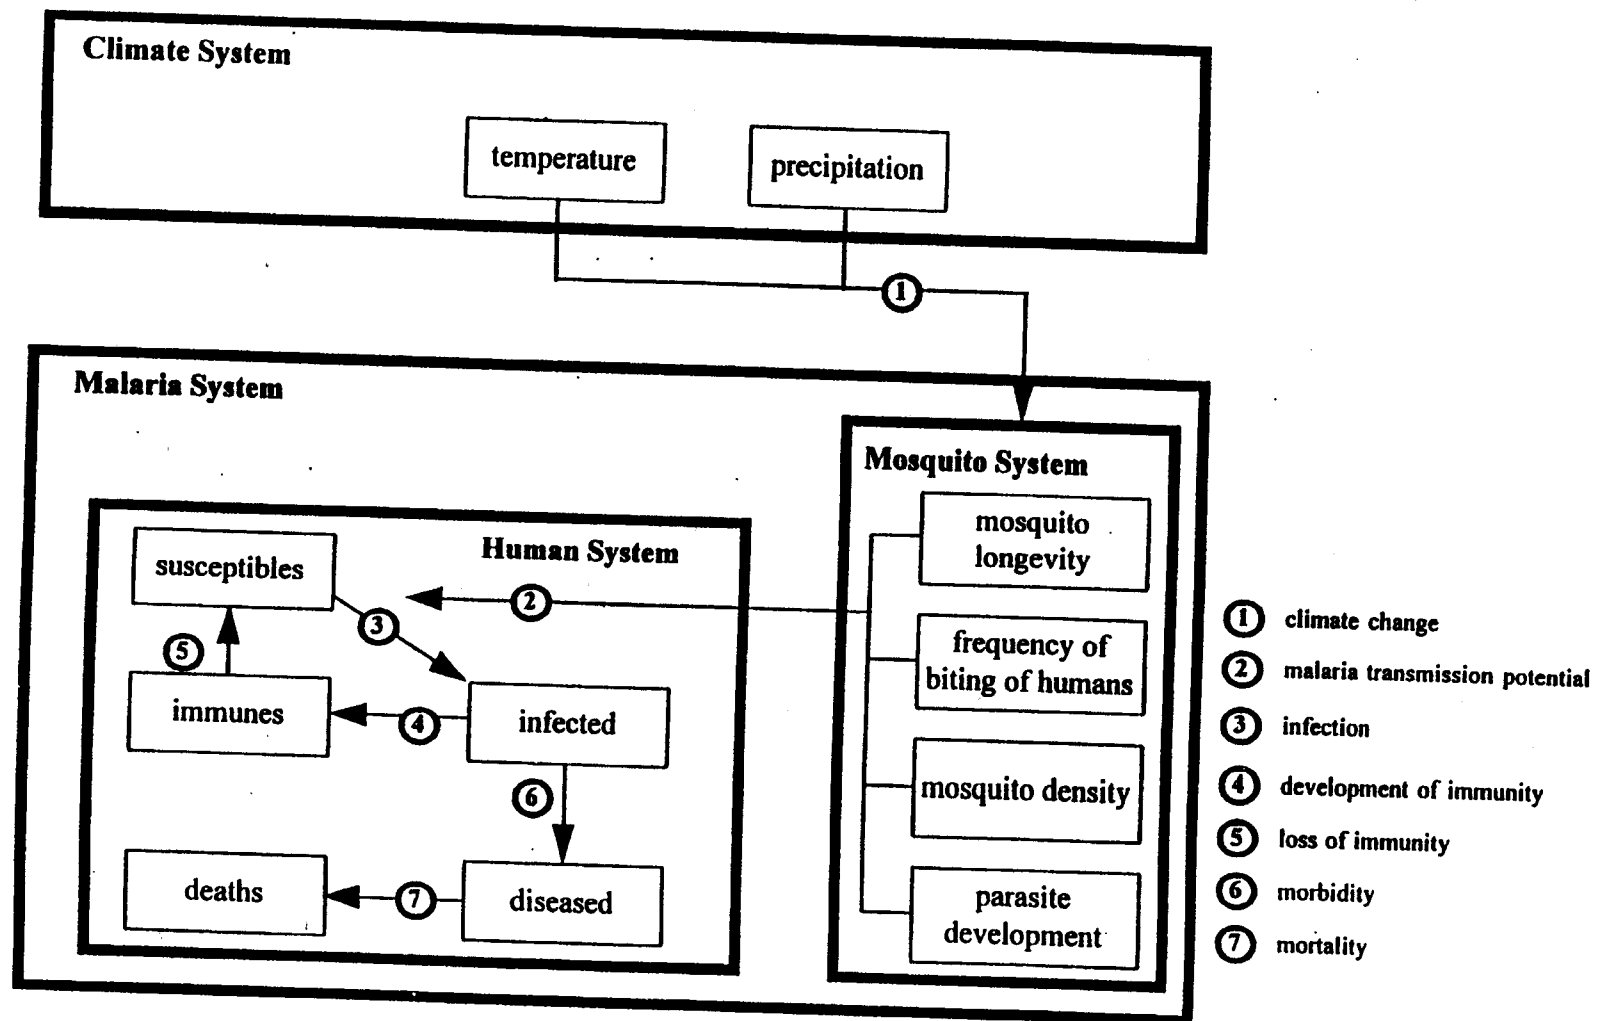 Climate System
temperature
precipitation
1
Malaria System
Mosquito System
mosquito
longevity
frequency of
biting of humans
mosquito density
parasite
development
Human System
susceptibles
2
3
5
immunes
4
infected
6
deaths
7
diseased
1 climate change
2 malaria transmission potential
3 infection
4 development of immunity
5 loss of immunity
6 morbidity
7 mortality